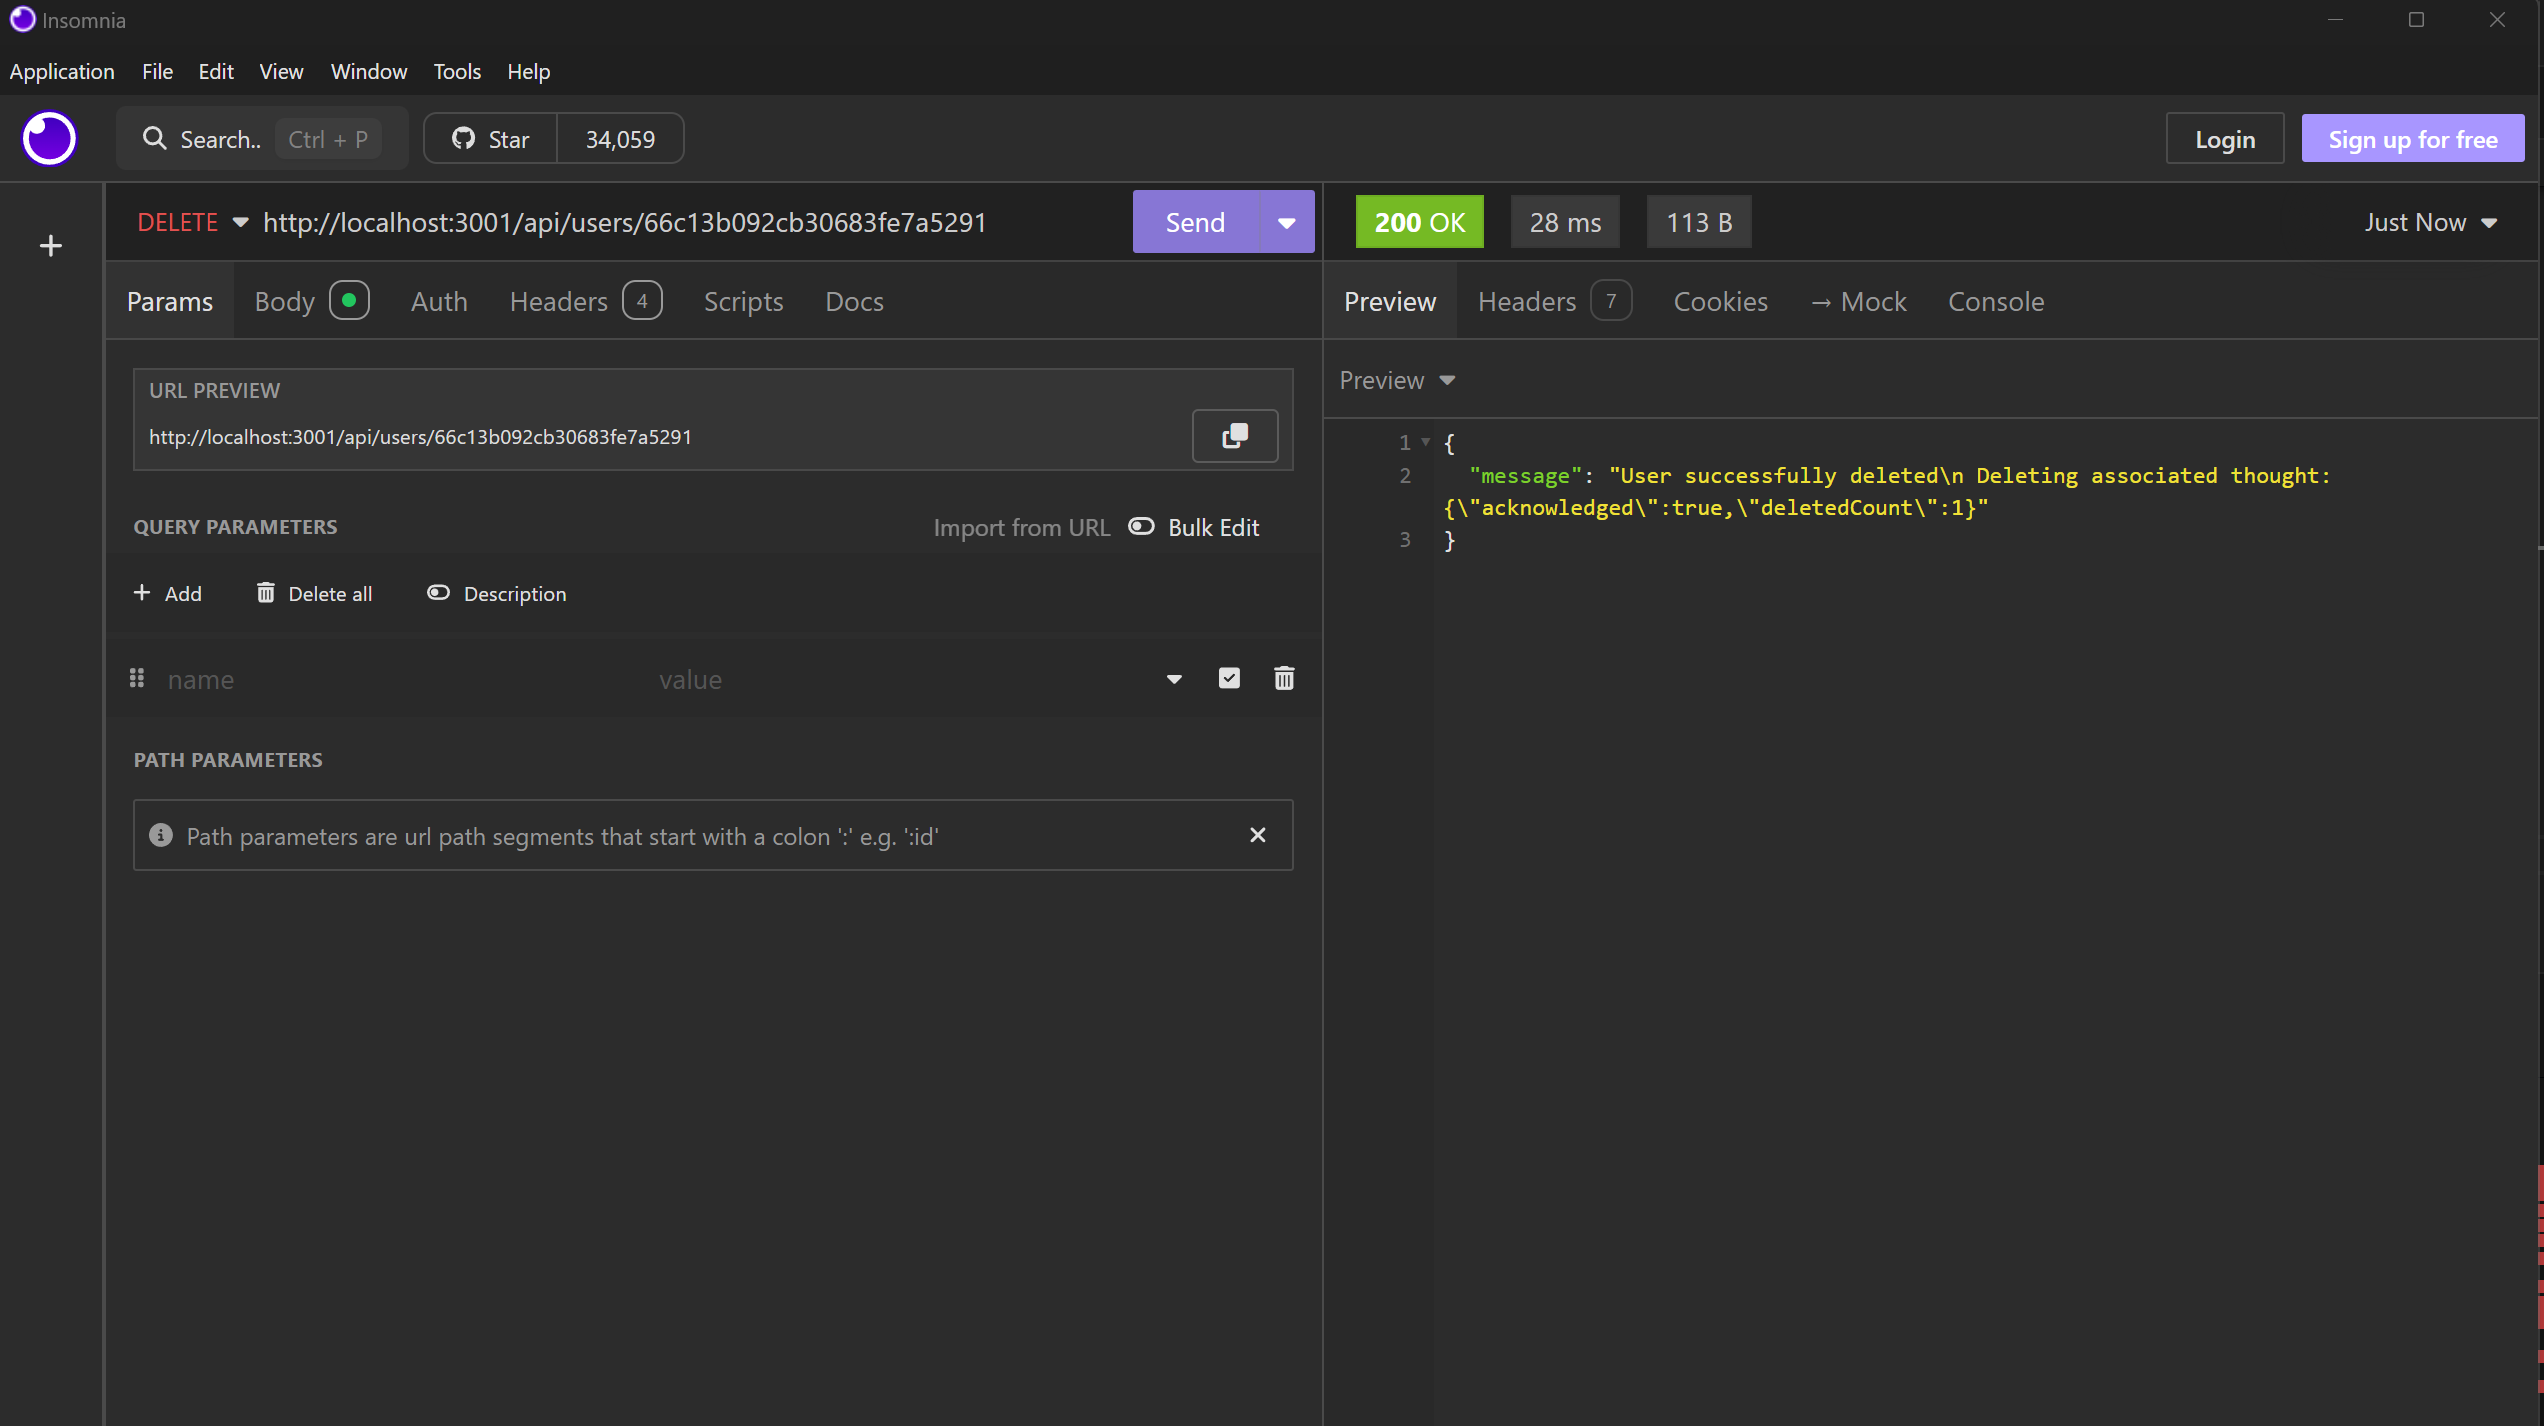 Insomnia
Application File Edit View Window Tools Help
Search.. Ctrl + P Star 34,059 Login Sign up for free
DELETE http://localhost:3001/api/users/66c13b092cb30683fe7a5291 Send 200 OK 28 ms 113 B Just Now
Params Body Auth Headers 4 Scripts Docs
Preview Headers 7 Cookies → Mock Console
URL PREVIEW
http://localhost:3001/api/users/66c13b092cb30683fe7a5291
QUERY PARAMETERS Import from URL Bulk Edit
+ Add Delete all Description
name value
PATH PARAMETERS
Path parameters are url path segments that start with a colon ':' e.g. ':id'
Preview
1 {
2 "message": "User successfully deleted\n Deleting associated thought:
{\"acknowledged\":true,\"deletedCount\":1}"
3 }